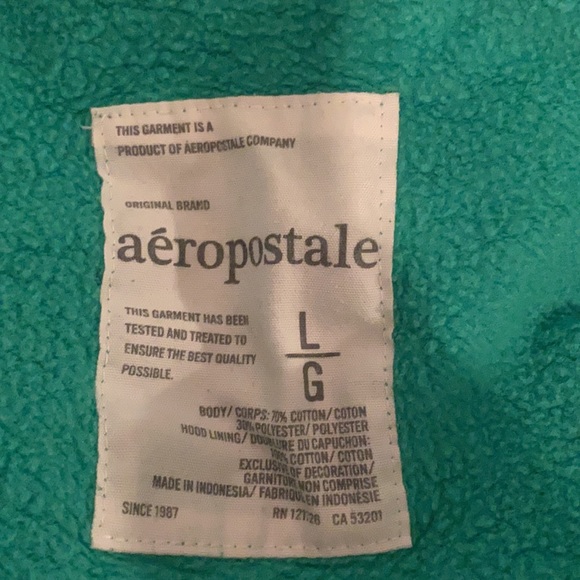 THIS GARMENT IS A
PRODUCT OF AÉROPOSTALE COMPANY
ORIGINAL BRAND
aéropostale
THIS GARMENT HAS BEEN
TESTED AND TREATED TO
ENSURE THE BEST QUALITY
POSSIBLE.
L
G
BODY/ CORPS: 70% COTTON/ COTON
30% POLYESTER/ POLYESTER
HOOD LINING/ DOUBLURE DU CAPUCHON:
100% COTTON/ COTON
EXCLUSIVE OF DECORATION/
GARNITURE NON COMPRISE
MADE IN INDONESIA/ FABRIQUÉ EN INDONÉSIE
SINCE 1987
RN CA 53201